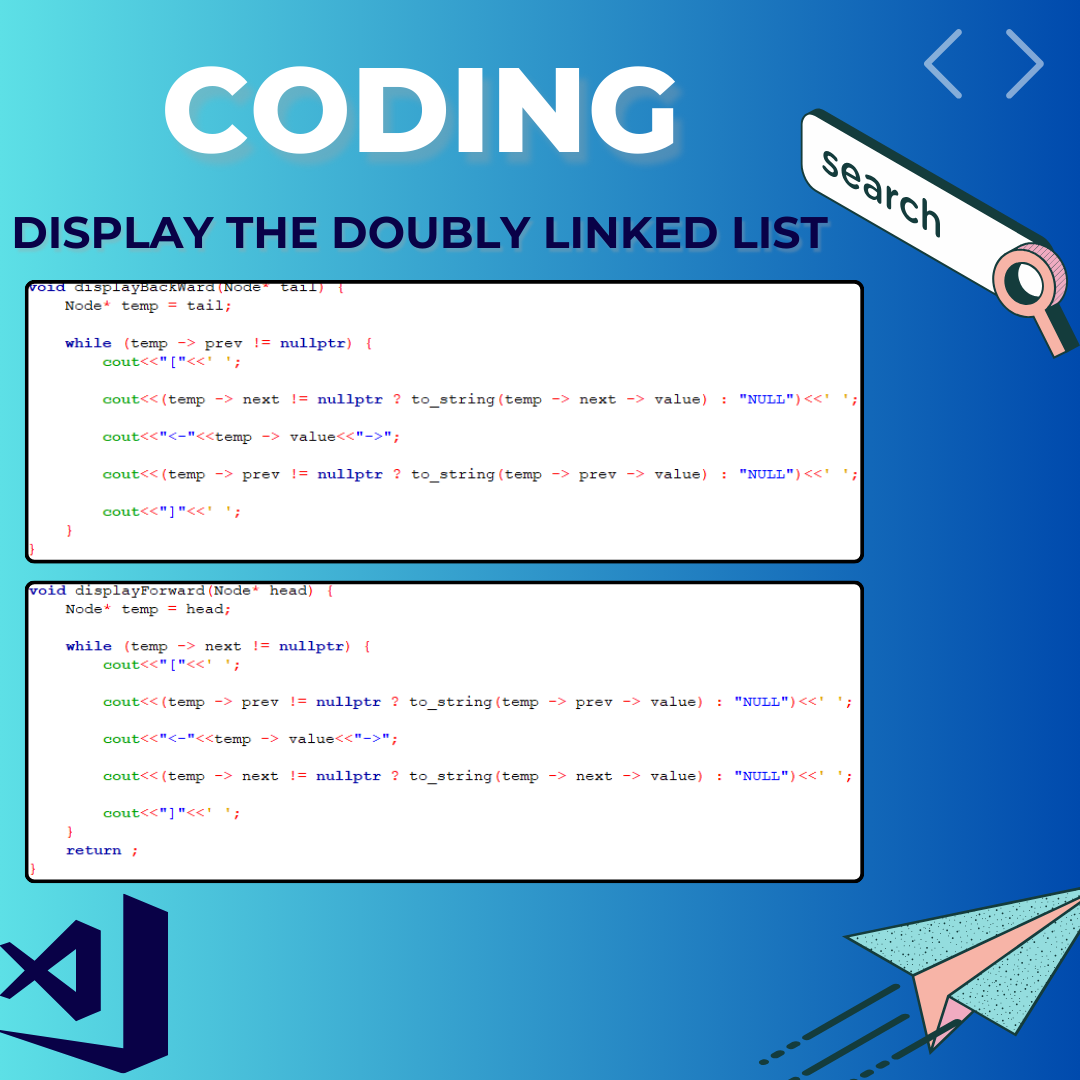 CODING
search
DISPLAY THE DOUBLY LINKED LIST
void displayBackWard(Node* tail) {
    Node* temp = tail;
    while (temp -> prev != nullptr) {
        cout<<"["<<' ';
        cout<<(temp -> next != nullptr ? to_string(temp -> next -> value) : "NULL")<<' ';
        cout<<"<-"<<temp -> value<<"->";
        cout<<(temp -> prev != nullptr ? to_string(temp -> prev -> value) : "NULL")<<' ';
        cout<<"]"<<' ';
    }
}
void displayForward(Node* head) {
    Node* temp = head;
    while (temp -> next != nullptr) {
        cout<<"["<<' ';
        cout<<(temp -> prev != nullptr ? to_string(temp -> prev -> value) : "NULL")<<' ';
        cout<<"<-"<<temp -> value<<"->";
        cout<<(temp -> next != nullptr ? to_string(temp -> next -> value) : "NULL")<<' ';
        cout<<"]"<<' ';
    }
    return ;
}